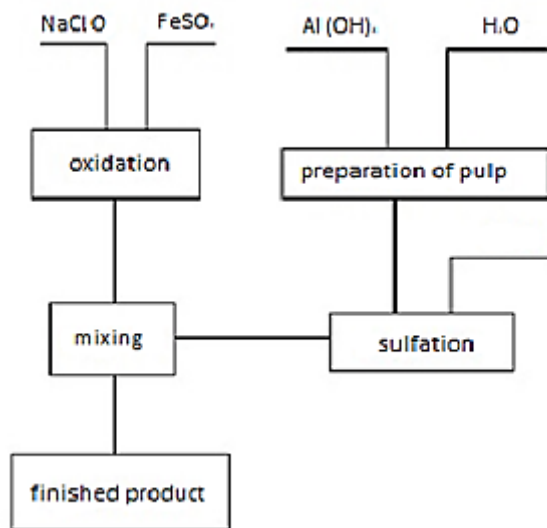 NaClO FeSO₄ Al(OH)₃ H₂O
oxidation
preparation of pulp
mixing
sulfation
finished product